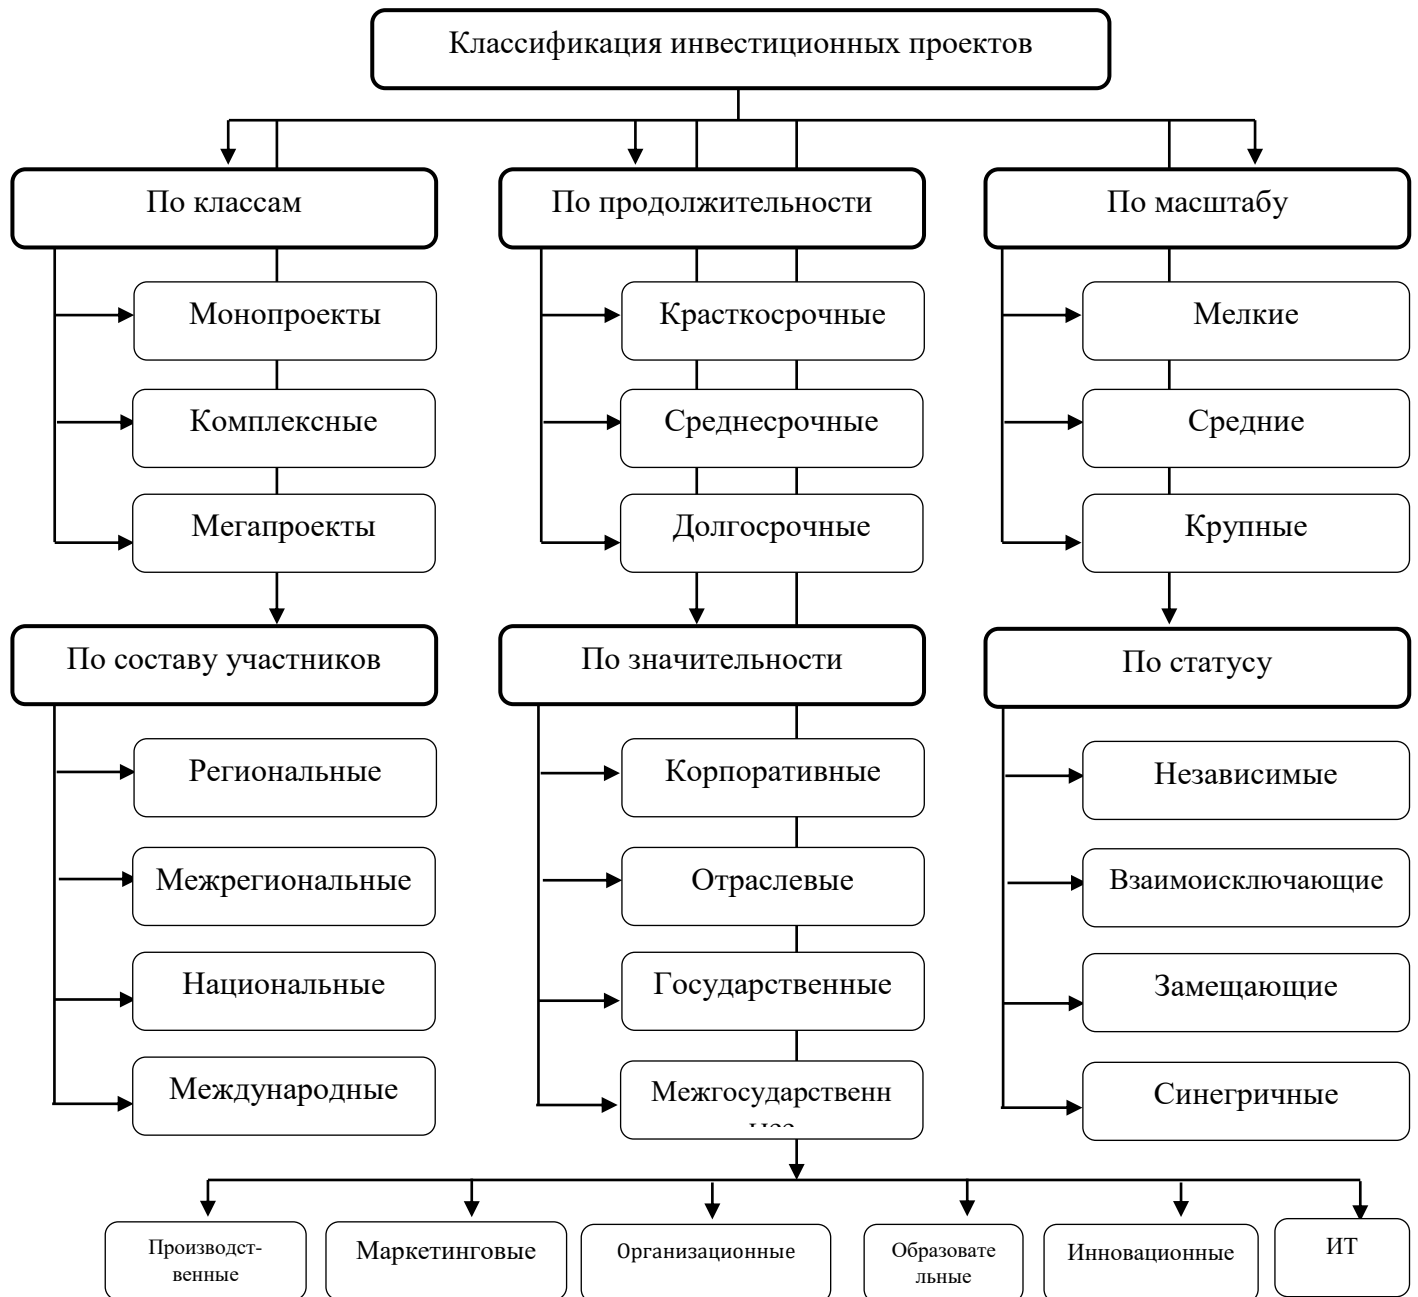 Классификация инвестиционных проектов
По классам
Монопроекты
Комплексные
Мегапроекты
По продолжительности
Красткосрочные
Среднесрочные
Долгосрочные
По масштабу
Мелкие
Средние
Крупные
По составу участников
Региональные
Межрегиональные
Национальные
Международные
По значительности
Корпоративные
Отраслевые
Государственные
Межгосударственн
По статусу
Независимые
Взаимоисключающие
Замещающие
Синегричные
Производст-
венные
Маркетинговые
Организационные
Образовате
льные
Инновационные
ИТ